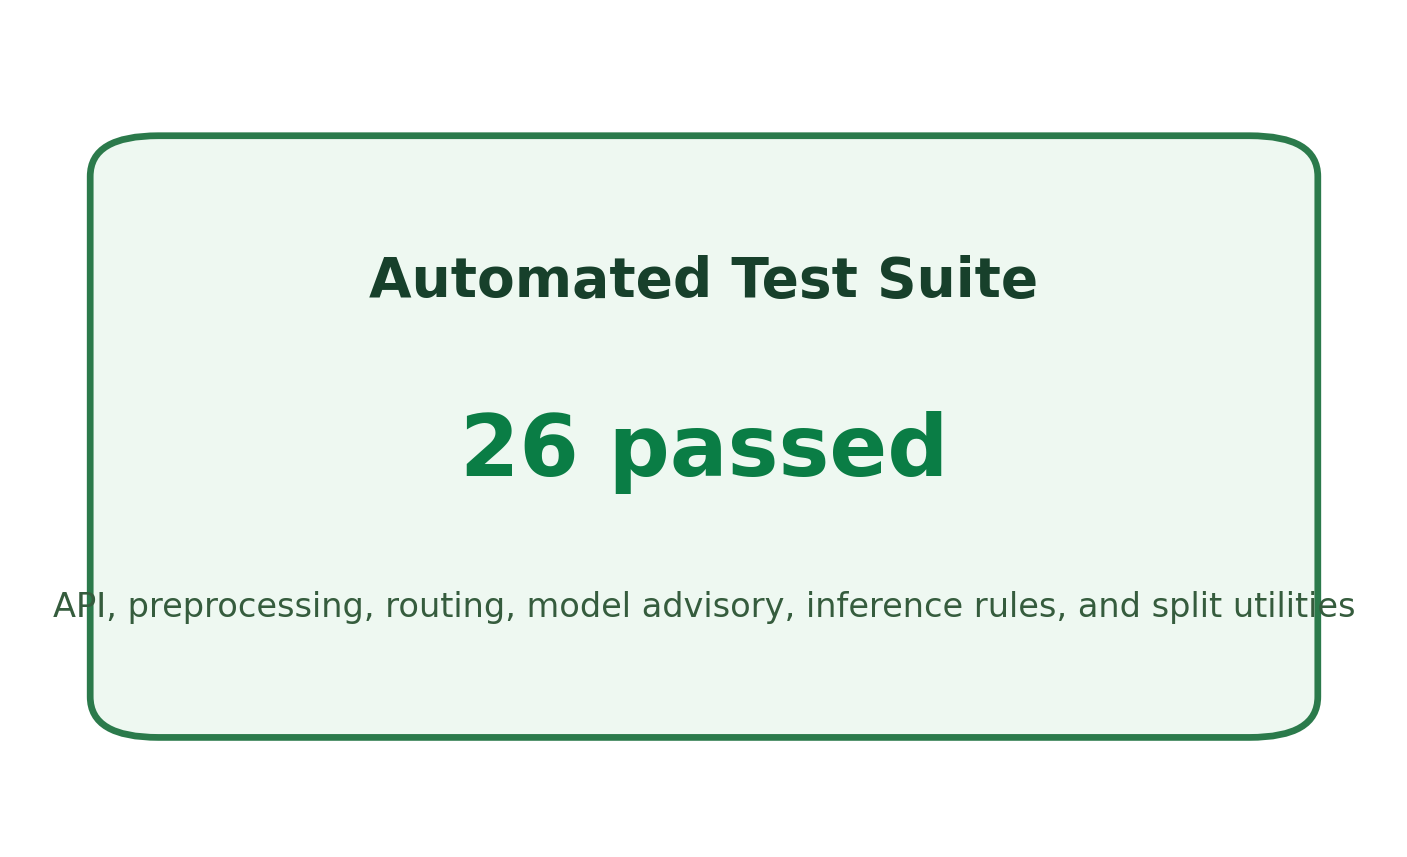 Automated Test Suite
26 passed
API, preprocessing, routing, model advisory, inference rules, and split utilities